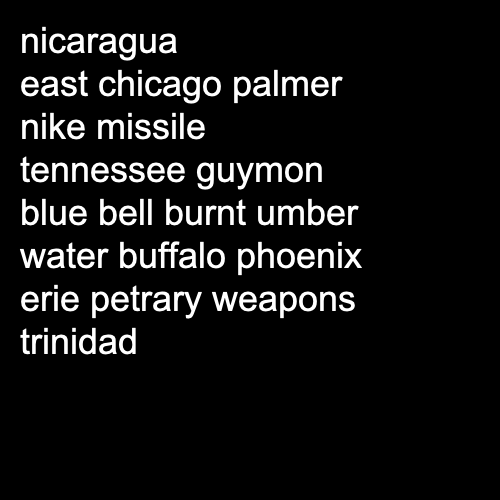 nicaragua
east chicago palmer
nike missile
tennessee guymon
blue bell burnt umber
water buffalo phoenix
erie petrary weapons
trinidad